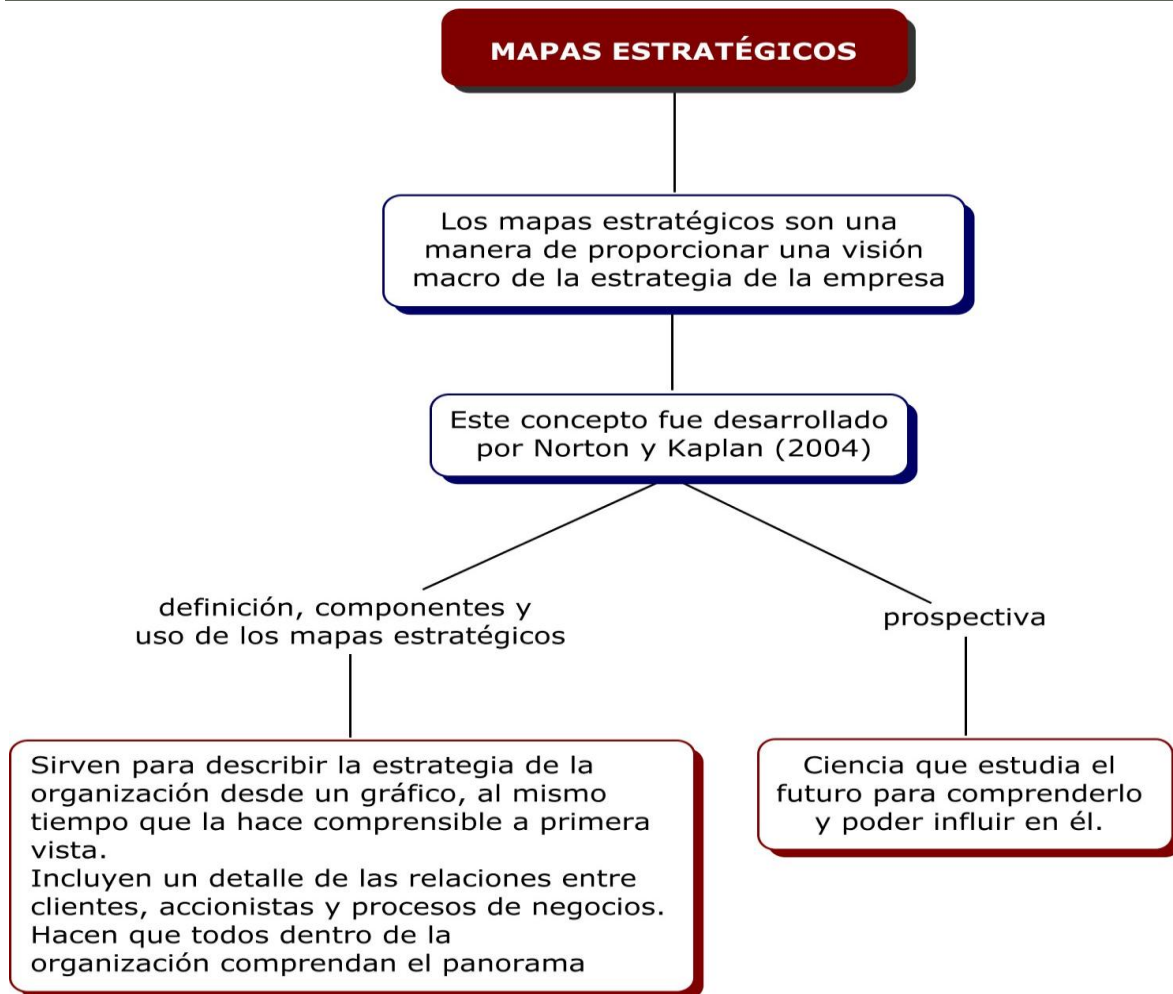 MAPAS ESTRATÉGICOS
Los mapas estratégicos son una
manera de proporcionar una visión
macro de la estrategia de la empresa
Este concepto fue desarrollado
por Norton y Kaplan (2004)
definición, componentes y
uso de los mapas estratégicos
prospectiva
Sirven para describir la estrategia de la
organización desde un gráfico, al mismo
tiempo que la hace comprensible a primera
vista.
Incluyen un detalle de las relaciones entre
clientes, accionistas y procesos de negocios.
Hacen que todos dentro de la
organización comprendan el panorama
Ciencia que estudia el
futuro para comprenderlo
y poder influir en él.